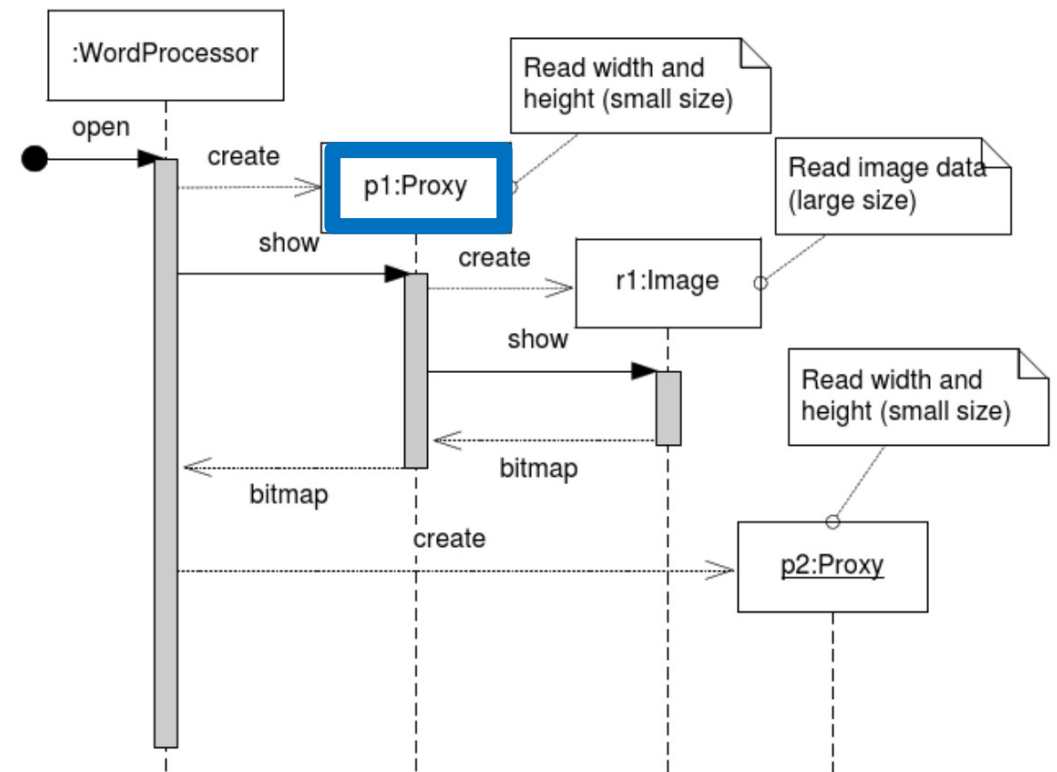 :WordProcessor
Read width and
height (small size)
open
create
p1:Proxy
Read image data
(large size)
show
create
r1:Image
show
Read width and
height (small size)
bitmap
bitmap
create
p2:Proxy